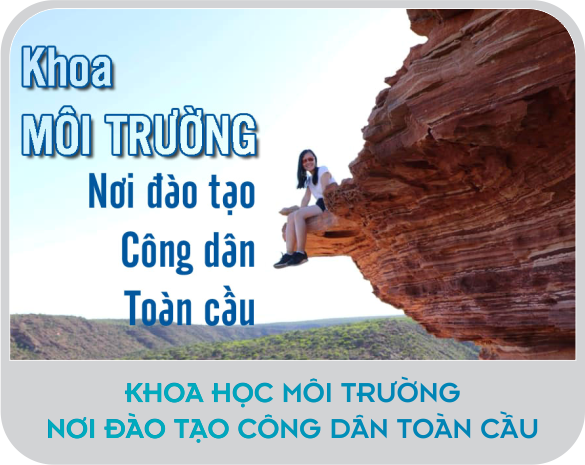 Khoa
MÔI TRƯỜNG
Nơi đào tạo
Công dân
Toàn cầu
KHOA HỌC MÔI TRƯỜNG
NƠI ĐÀO TẠO CÔNG DÂN TOÀN CẦU